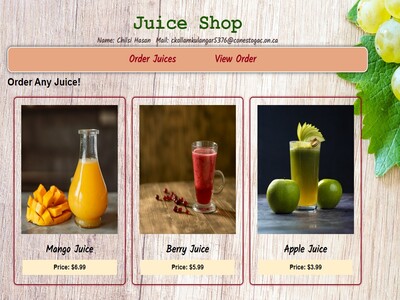 Juice Shop
Name: Chilsi Hasan Mail: ckollamkulangar5376@conestogac.on.ca
Order Juices View Order
Order Any Juice!
Mango Juice Berry Juice Apple Juice
Price: $6.99 Price: $5.99 Price: $3.99